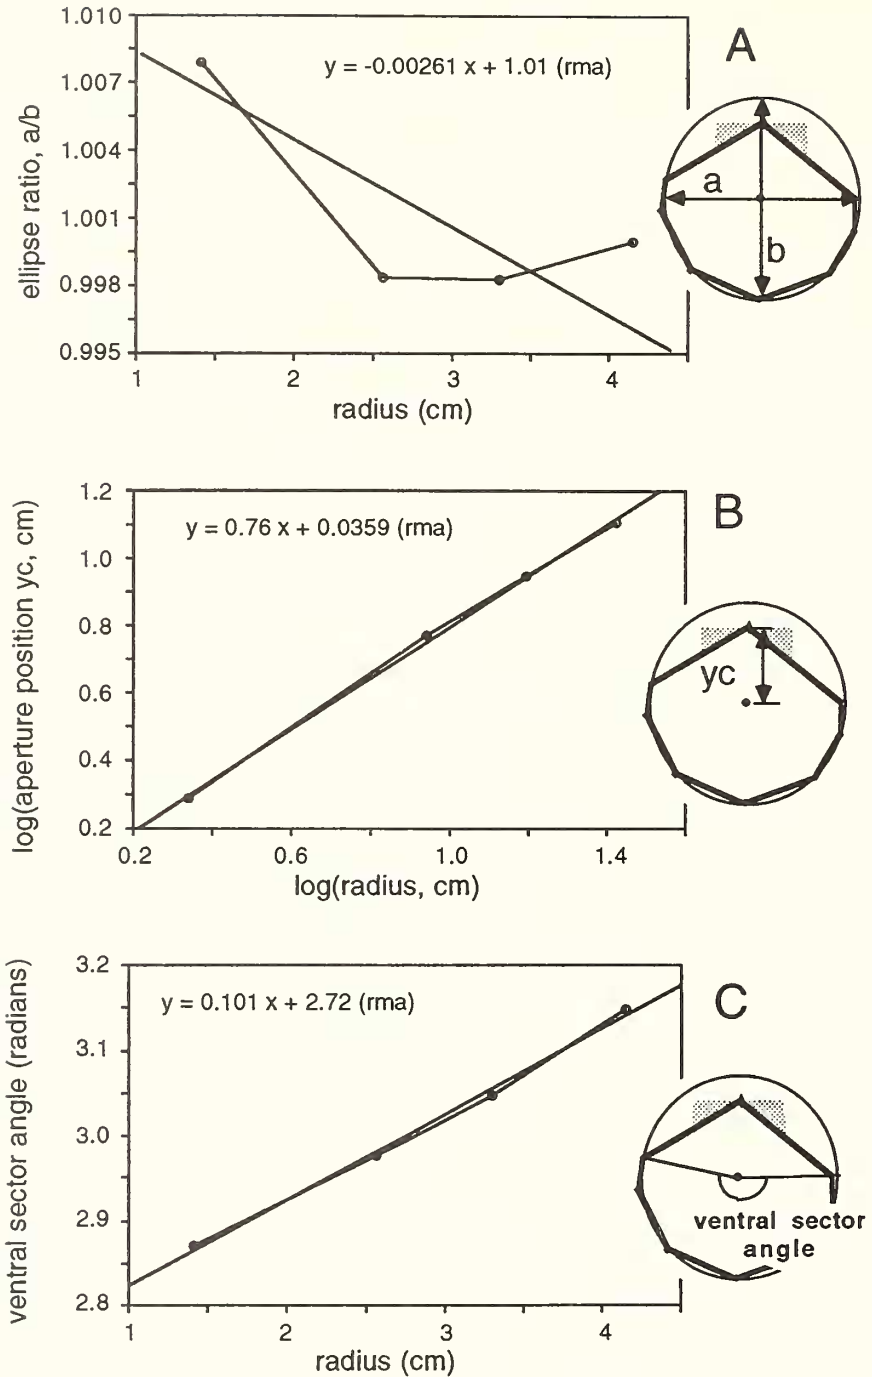 A
y = -0.00261 x + 1.01 (rma)
ellipse ratio, a/b
1.010
1.007
1.004
1.001
0.998
0.995
1 2 3 4
radius (cm)
a
b
B
y = 0.76 x + 0.0359 (rma)
log(aperture position yc, cm)
1.2
1.0
0.8
0.6
0.4
0.2
0.2 0.6 1.0 1.4
log(radius, cm)
yc
C
y = 0.101 x + 2.72 (rma)
ventral sector angle (radians)
3.2
3.1
3.0
2.9
2.8
1 2 3 4
radius (cm)
ventral sector
angle